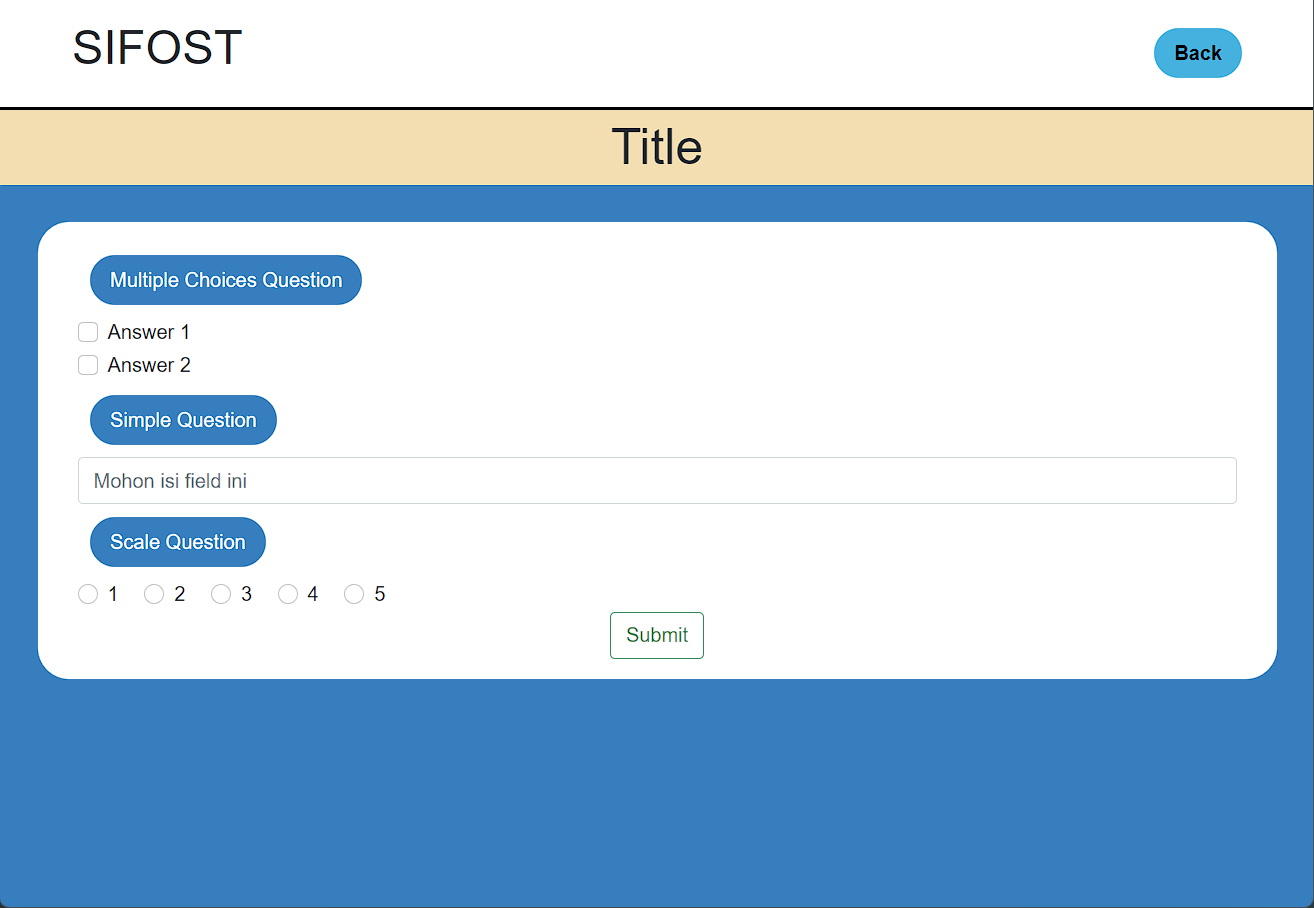 SIFOST
Back
Title
Multiple Choices Question
Answer 1
Answer 2
Simple Question
Mohon isi field ini
Scale Question
1 2 3 4 5
Submit